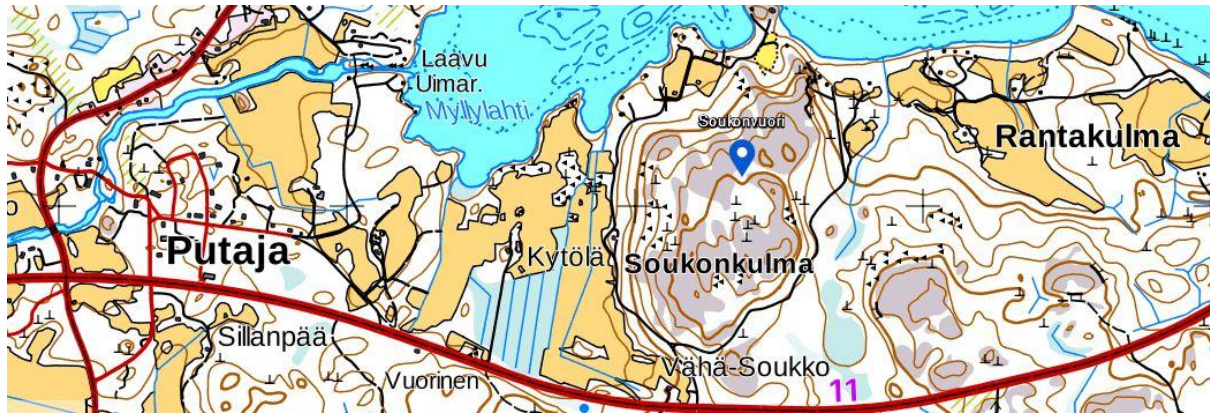 Laavu
Uimar.
Myllylahti
Soukonvuori
Rantakulma
Putaja
Kytölä
Soukonkulma
Sillanpää
Vuorinen
Vähä-Soukko
11